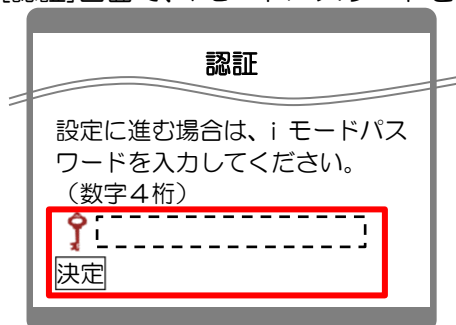 認証
設定に進む場合は、i モードパス
ワードを入力してください。
（数字４桁）
決定